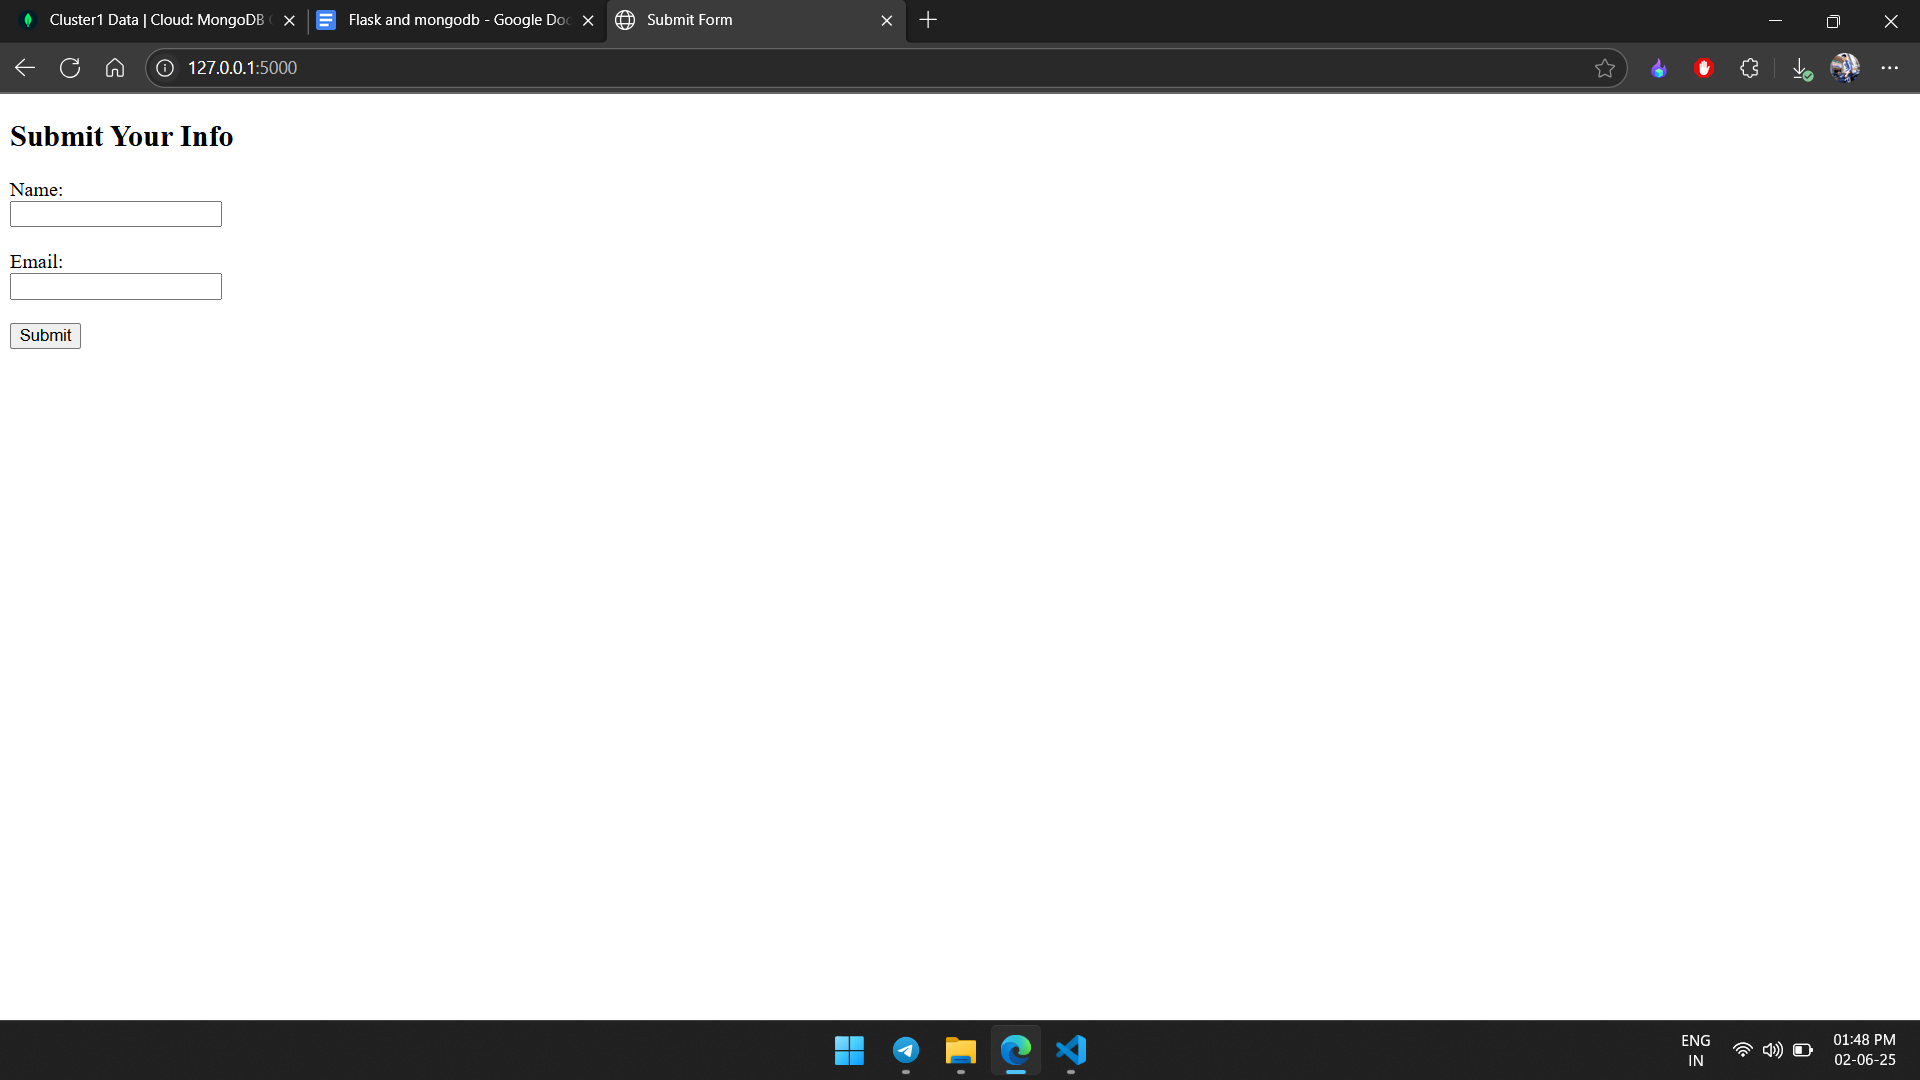 Cluster1 Data | Cloud: MongoDB
Flask and mongodb - Google Doc
Submit Form
127.0.0.1:5000
Submit Your Info
Name:
Email:
Submit
ENG
IN
01:48 PM
02-06-25